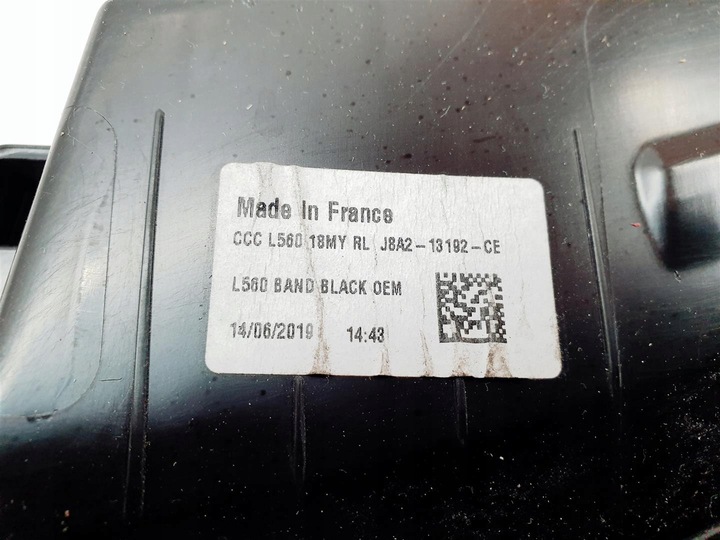 Made In France
CCC L560 18MY RL J8A2-13192-CE
L560 BAND BLACK OEM
14/06/2019 14:43